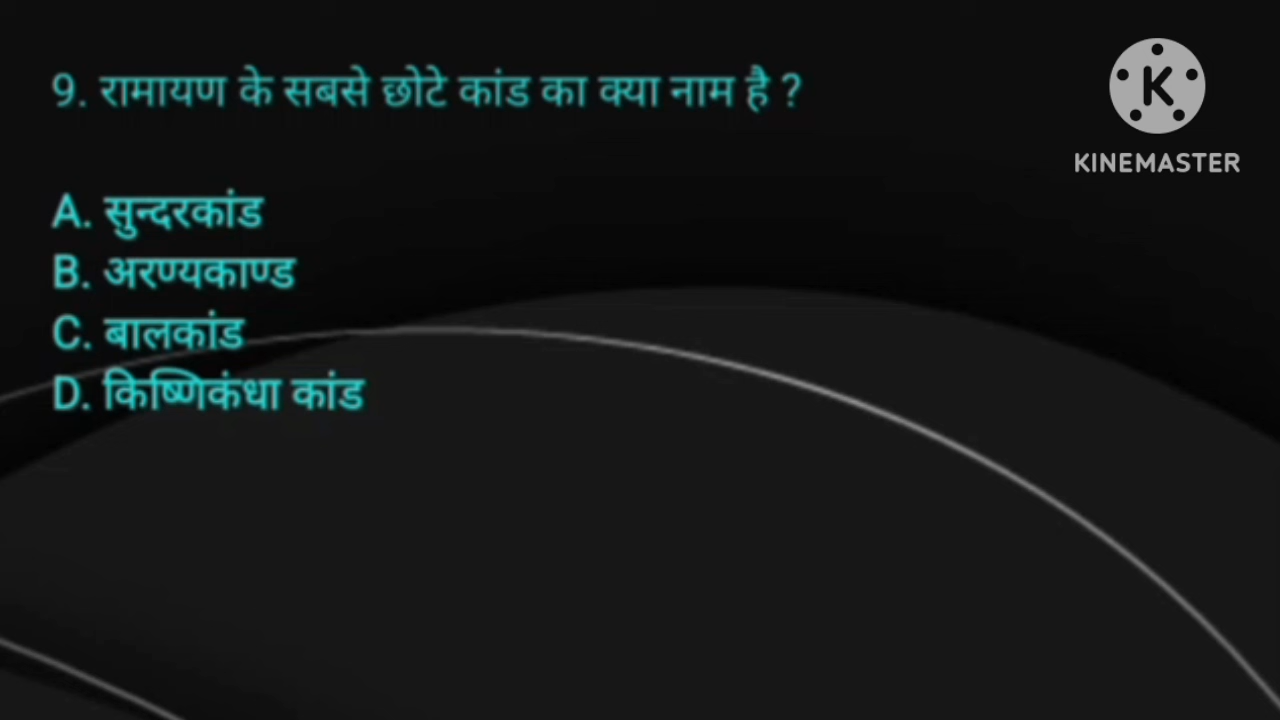 9. रामायण के सबसे छोटे कांड का क्या नाम है ?
KINEMASTER
A. सुन्दरकांड
B. अरण्यकाण्ड
C. बालकांड
D. किष्णिकंधा कांड